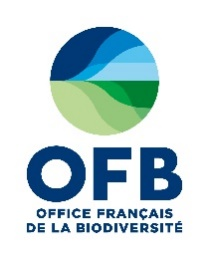 OFB
OFFICE FRANÇAIS
DE LA BIODIVERSITÉ